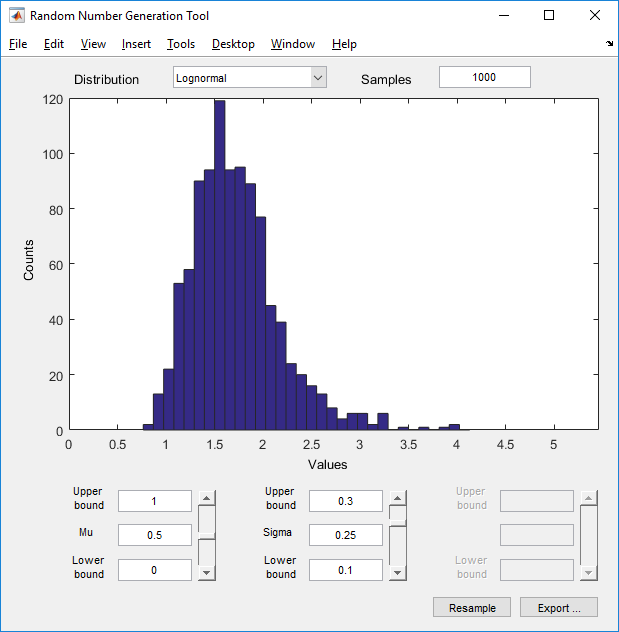 Random Number Generation Tool
File Edit View Insert Tools Desktop Window Help
Distribution Lognormal Samples 1000
120
100
80
60
40
20
0
Counts
0 0.5 1 1.5 2 2.5 3 3.5 4 4.5 5
Values
Upper bound 1 Upper bound 0.3 Upper bound
Mu 0.5 Sigma 0.25
Lower bound 0 Lower bound 0.1 Lower bound
Resample Export ...